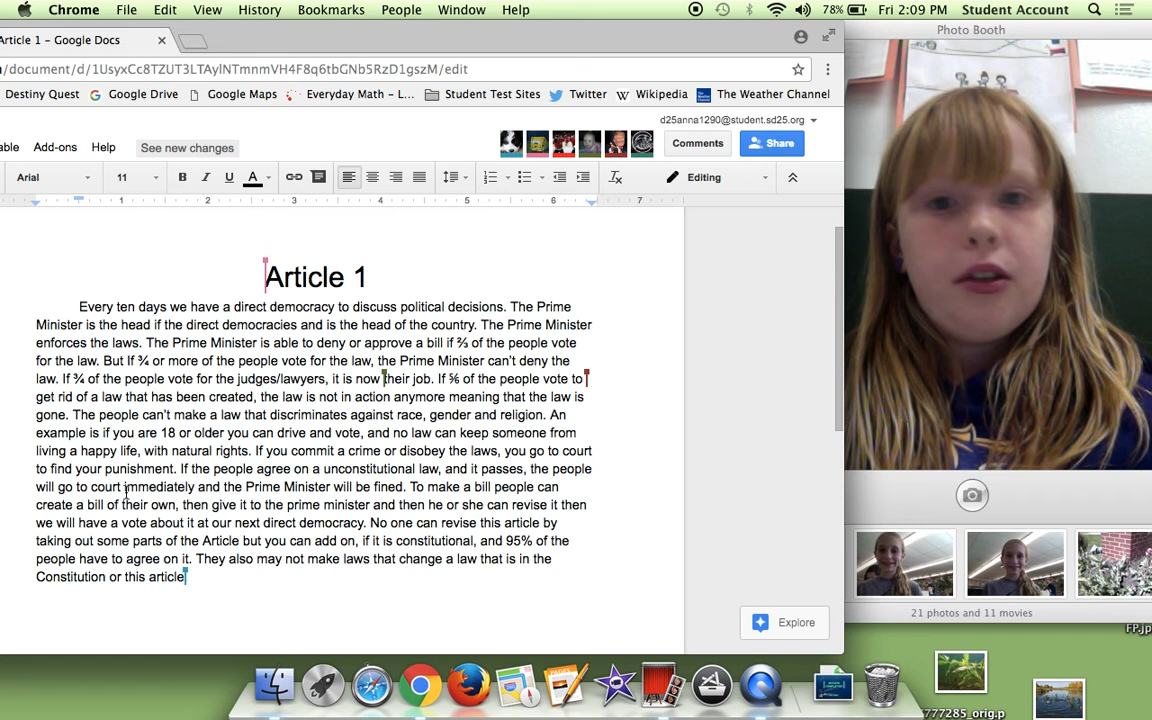 Chrome File Edit View History Bookmarks People Window Help 78% Fri 2:09 PM Student Account
Article 1 - Google Docs
Photo Booth
/document/d/1UsyxCc8TZUT3LTAylNTmnmVH4F8q6tbGNb5RzD1gszM/edit
Destiny Quest Google Drive Google Maps Everyday Math – L... Student Test Sites Twitter Wikipedia The Weather Channel
d25anna1290@student.sd25.org
able Add-ons Help See new changes Comments Share
Arial 11 B I U A Editing
1 2 3 4 5 6 7
Article 1
Every ten days we have a direct democracy to discuss political decisions. The Prime
Minister is the head if the direct democracies and is the head of the country. The Prime Minister
enforces the laws. The Prime Minister is able to deny or approve a bill if ⅔ of the people vote
for the law. But If ¾ or more of the people vote for the law, the Prime Minister can't deny the
law. If ¾ of the people vote for the judges/lawyers, it is now their job. If ⅚ of the people vote to
get rid of a law that has been created, the law is not in action anymore meaning that the law is
gone. The people can't make a law that discriminates against race, gender and religion. An
example is if you are 18 or older you can drive and vote, and no law can keep someone from
living a happy life, with natural rights. If you commit a crime or disobey the laws, you go to court
to find your punishment. If the people agree on a unconstitutional law, and it passes, the people
will go to court immediately and the Prime Minister will be fined. To make a bill people can
create a bill of their own, then give it to the prime minister and then he or she can revise it then
we will have a vote about it at our next direct democracy. No one can revise this article by
taking out some parts of the Article but you can add on, if it is constitutional, and 95% of the
people have to agree on it. They also may not make laws that change a law that is in the
Constitution or this article
Explore
21 photos and 11 movies
FP.jp
777285_orig.p